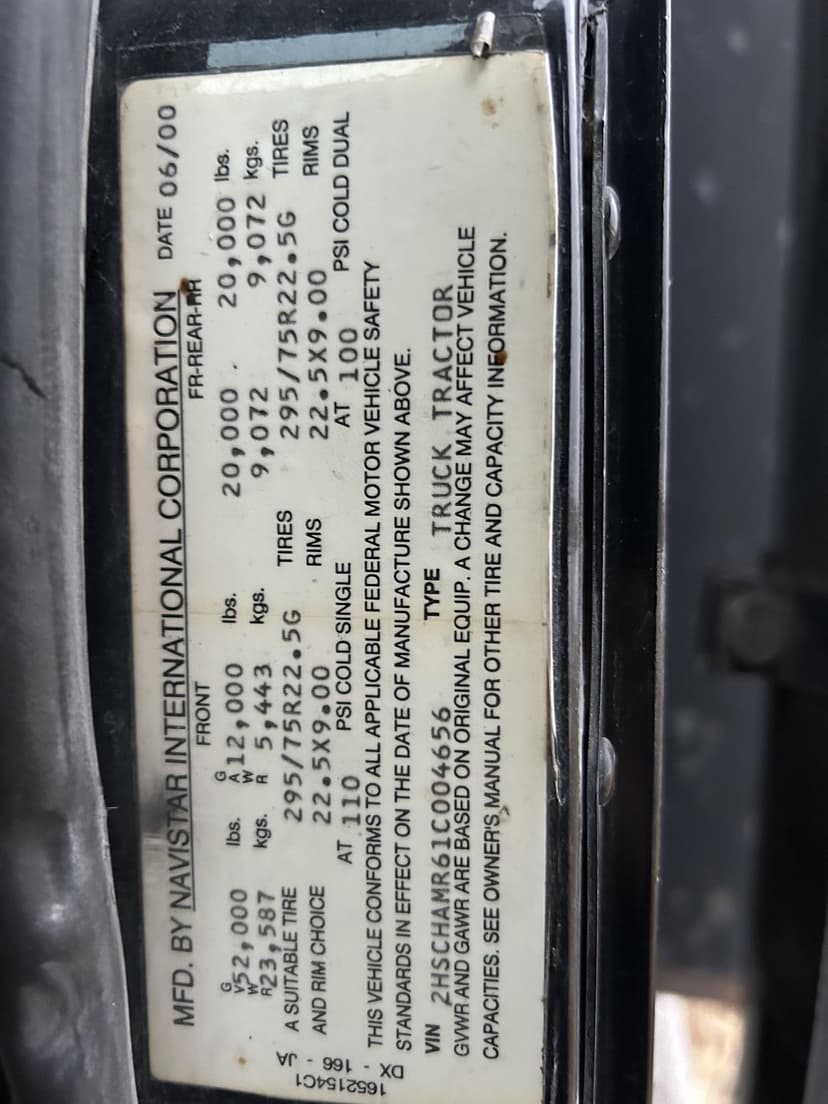 MFD. BY NAVISTAR INTERNATIONAL CORPORATION DATE 06/00
FRONT FR-REAR-RR
GVWR 52,000 lbs. GAWR 12,000 lbs. 20,000 20,000 lbs.
23,587 kgs. 5,443 kgs. 9,072 9,072 kgs.
A SUITABLE TIRE 295/75R22.5G TIRES 295/75R22.5G TIRES
AND RIM CHOICE 22.5X9.00 RIMS 22.5X9.00 RIMS
AT 110 PSI COLD SINGLE AT 100 PSI COLD DUAL
THIS VEHICLE CONFORMS TO ALL APPLICABLE FEDERAL MOTOR VEHICLE SAFETY
STANDARDS IN EFFECT ON THE DATE OF MANUFACTURE SHOWN ABOVE.
VIN 2HSCHAMR61C004656 TYPE TRUCK TRACTOR
GVWR AND GAWR ARE BASED ON ORIGINAL EQUIP. A CHANGE MAY AFFECT VEHICLE
CAPACITIES. SEE OWNER'S MANUAL FOR OTHER TIRE AND CAPACITY INFORMATION.
1652154C1
DX - 166 - JA